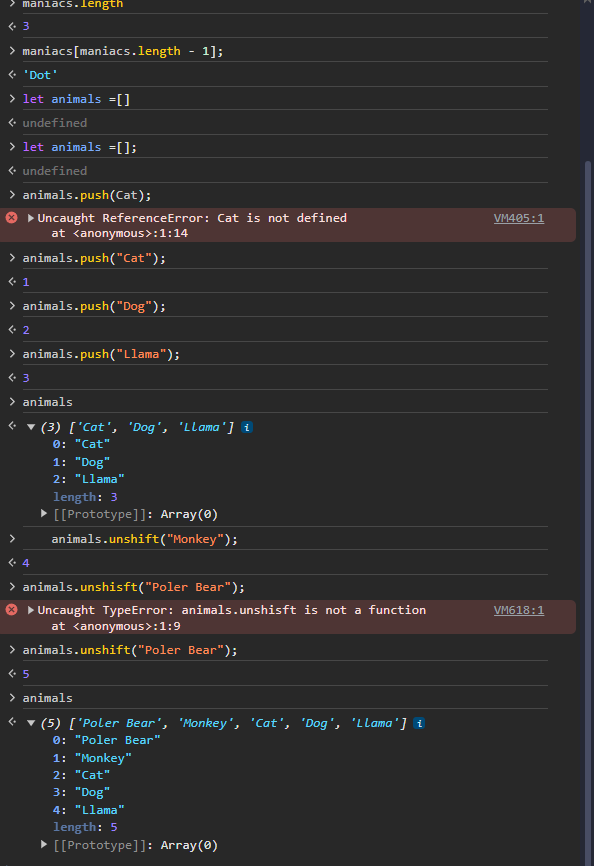 > maniacs.length
3
> maniacs[maniacs.length - 1];
'Dot'
> let animals =[]
undefined
> let animals =[];
undefined
> animals.push(Cat);
Uncaught ReferenceError: Cat is not defined VM405:1
at <anonymous>:1:14
> animals.push("Cat");
1
> animals.push("Dog");
2
> animals.push("Llama");
3
> animals
(3) ['Cat', 'Dog', 'Llama'] i
0: "Cat"
1: "Dog"
2: "Llama"
length: 3
[[Prototype]]: Array(0)
> animals.unshift("Monkey");
4
> animals.unshisft("Poler Bear");
Uncaught TypeError: animals.unshisft is not a function VM618:1
at <anonymous>:1:9
> animals.unshift("Poler Bear");
5
> animals
(5) ['Poler Bear', 'Monkey', 'Cat', 'Dog', 'Llama'] i
0: "Poler Bear"
1: "Monkey"
2: "Cat"
3: "Dog"
4: "Llama"
length: 5
[[Prototype]]: Array(0)